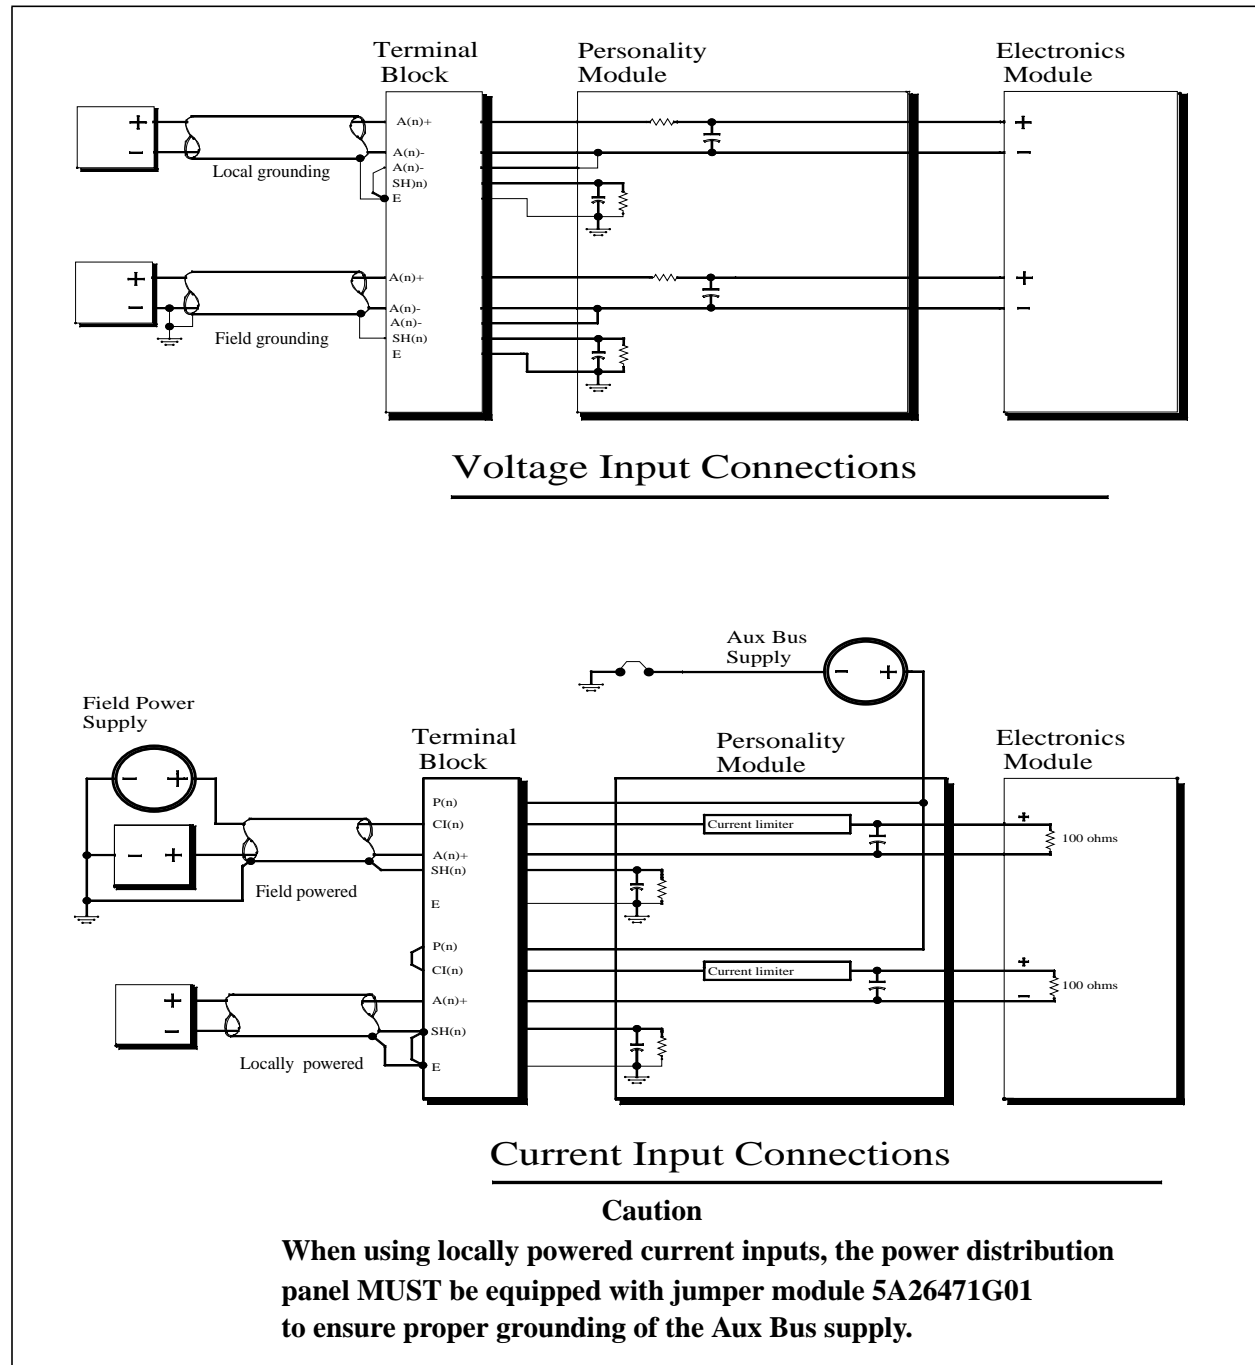 Terminal Block
Personality Module
Electronics Module
+
A(n)+
+
−
A(n)-
−
A(n)-
Local grounding
SH)n)
E
+
A(n)+
+
−
A(n)-
−
A(n)-
Field grounding
SH(n)
E
Voltage Input Connections
Aux Bus Supply
− +
Field Power Supply
− +
Terminal Block
Personality Module
Electronics Module
P(n)
CI(n)
Current limiter
+
100 ohms
− +
A(n)+
SH(n)
Field powered
E
P(n)
CI(n)
Current limiter
+
100 ohms
+
A(n)+
−
−
SH(n)
Locally powered
E
Current Input Connections
Caution
When using locally powered current inputs, the power distribution
panel MUST be equipped with jumper module 5A26471G01
to ensure proper grounding of the Aux Bus supply.